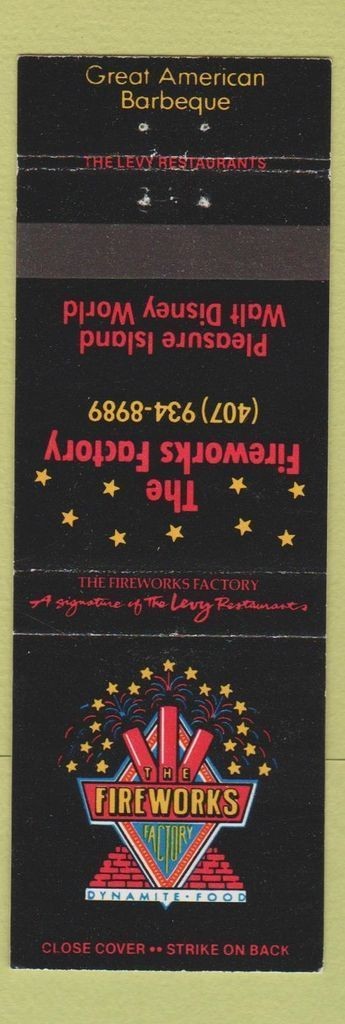 Great American
Barbeque
THE LEVY RESTAURANTS
The
Fireworks Factory
(407) 934-8989
Pleasure Island
Walt Disney World
THE FIREWORKS FACTORY
A signature of The Levy Restaurants
THE
FIREWORKS
FACTORY
DYNAMITE • FOOD
CLOSE COVER •• STRIKE ON BACK